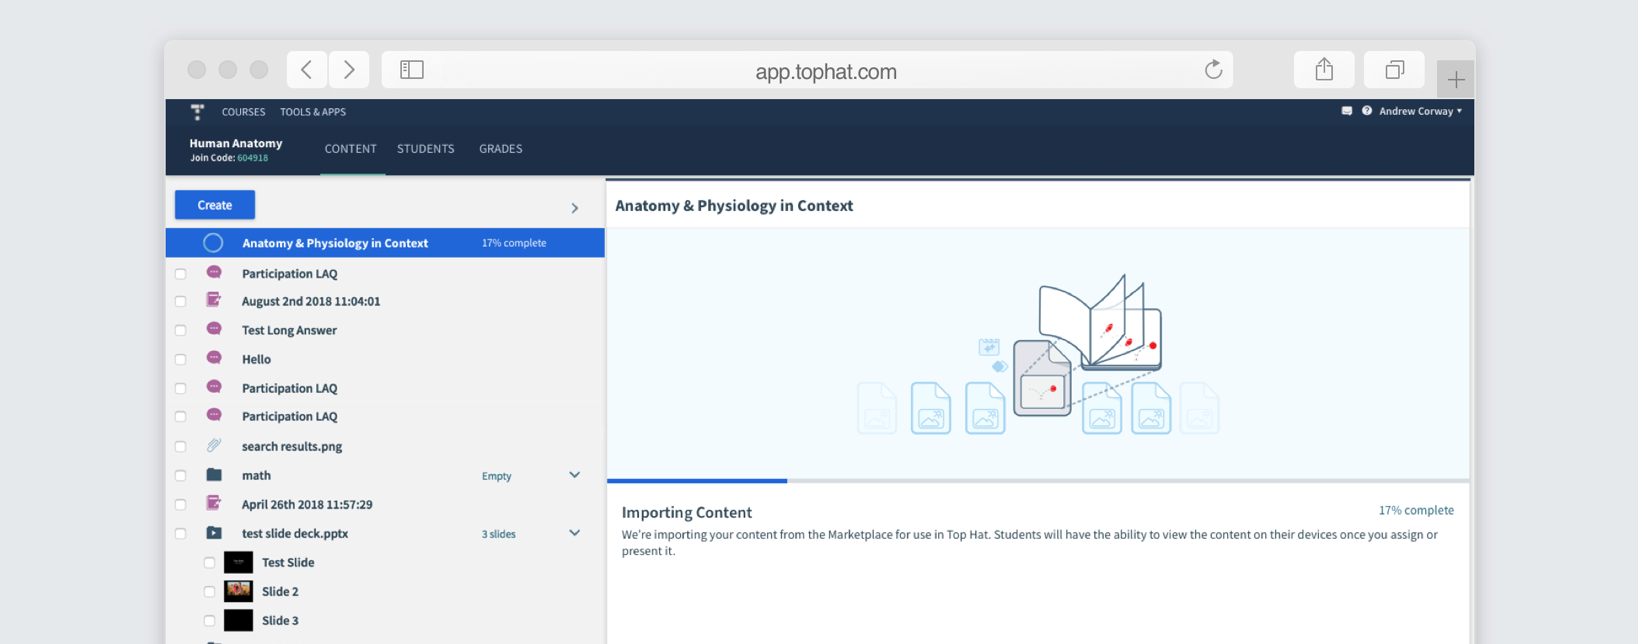 app.tophat.com
COURSES TOOLS & APPS Andrew Corway
Human Anatomy
Join Code: 604918
CONTENT STUDENTS GRADES
Create
Anatomy & Physiology in Context 17% complete
Participation LAQ
August 2nd 2018 11:04:01
Test Long Answer
Hello
Participation LAQ
Participation LAQ
search results.png
math Empty
April 26th 2018 11:57:29
test slide deck.pptx 3 slides
Test Slide
Slide 2
Slide 3
Anatomy & Physiology in Context
Importing Content 17% complete
We're importing your content from the Marketplace for use in Top Hat. Students will have the ability to view the content on their devices once you assign or
present it.